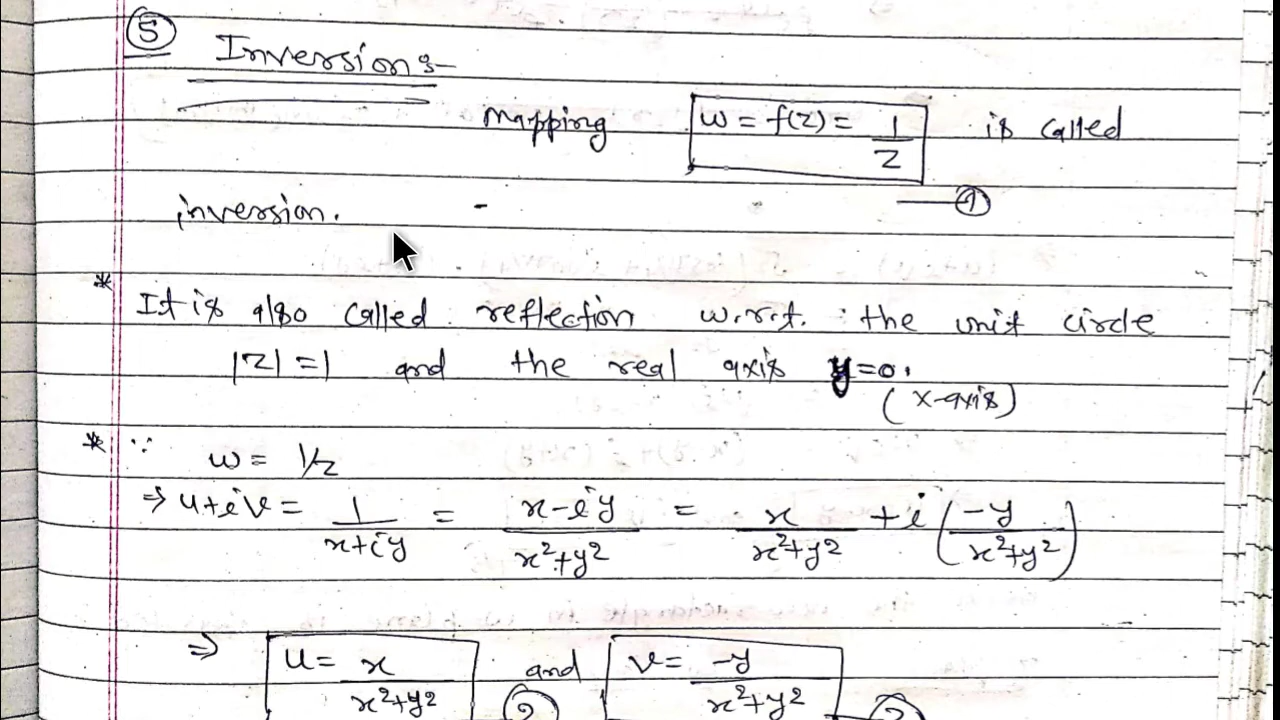 ⑤ Inversion:-
Mapping w = f(z) = 1/z is called
—①
inversion.
* It is also called reflection w.r.t. the unit circle
|z| = 1 and the real axis y=0.
(x-axis)
* ∵ w = 1/z
⇒ u+iv = 1/(x+iy) = (x-iy)/(x²+y²) = x/(x²+y²) + i(-y/(x²+y²))
⇒ u = x/(x²+y²) ② and v = -y/(x²+y²)